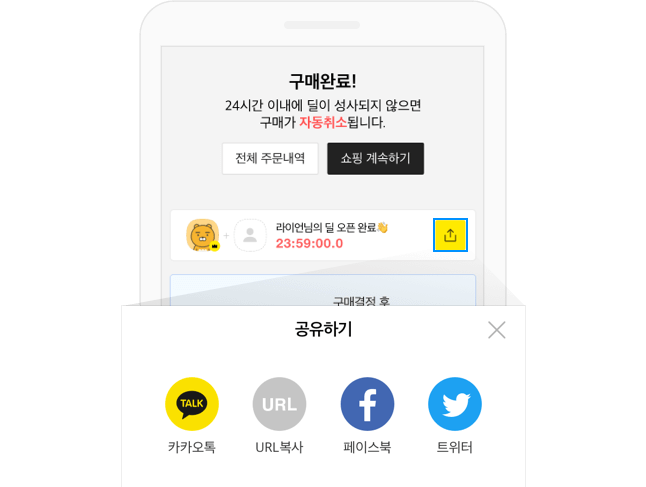 구매완료!
24시간 이내에 딜이 성사되지 않으면
구매가 자동취소됩니다.
전체 주문내역
쇼핑 계속하기
라이언님의 딜 오픈 완료👋
23:59:00.0
구매결정 후
공유하기
TALK
URL
카카오톡
URL복사
페이스북
트위터